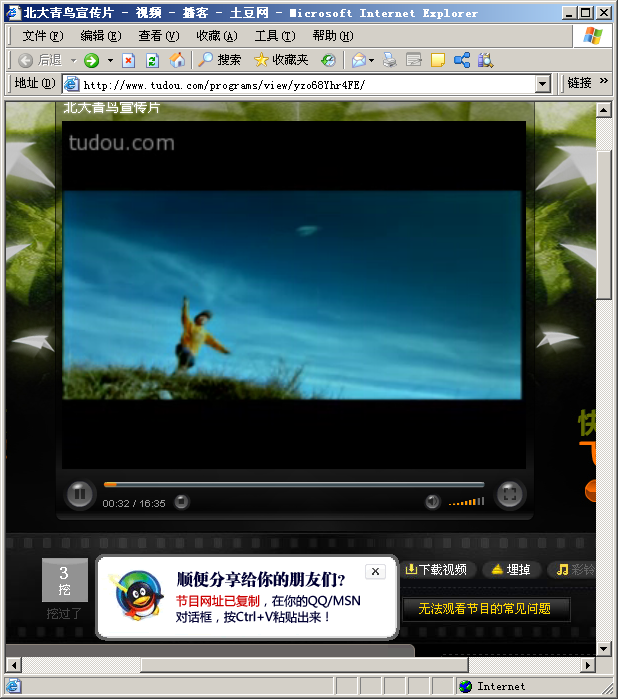 北大青鸟宣传片 - 视频 - 播客 - 土豆网 - Microsoft Internet Explorer
文件(F) 编辑(E) 查看(V) 收藏(A) 工具(T) 帮助(H)
后退 搜索 收藏夹
地址(D) http://www.tudou.com/programs/view/yzo68Yhr4FE/ 链接 »
北大青鸟宣传片
tudou.com
快
飞
00:32 / 16:35
3
挖
挖过了
顺便分享给你的朋友们?
节目网址已复制，在你的QQ/MSN
对话框，按Ctrl+V粘贴出来！
下载视频 埋掉 彩铃
无法观看节目的常见问题
Internet